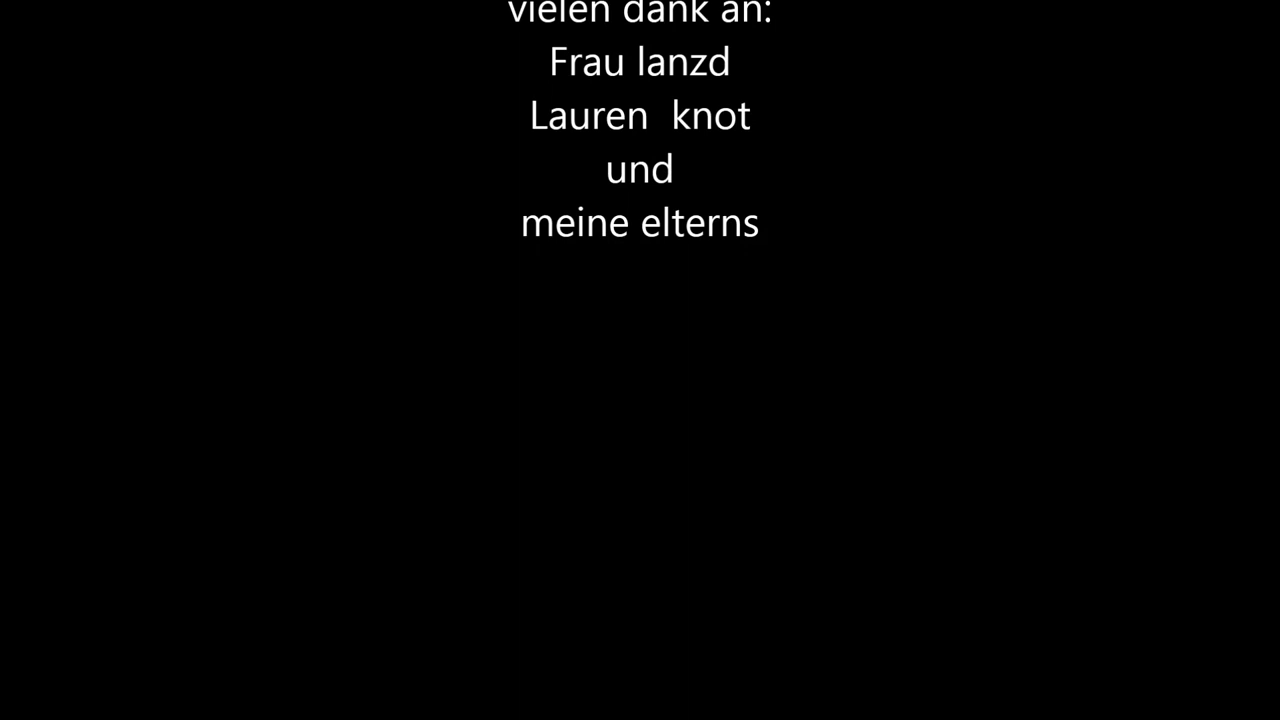 vielen dank an:
Frau lanzd
Lauren  knot
und
meine elterns